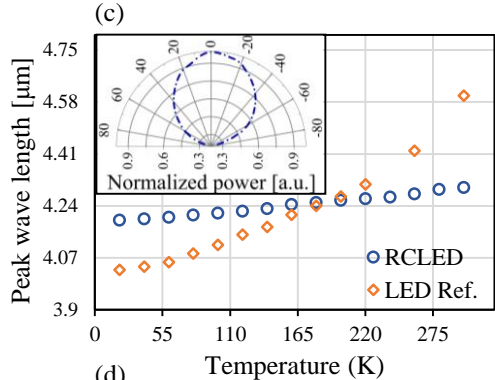 (c)
Peak wave length [µm]
4.75
4.58
4.41
4.24
4.07
3.9
80
60
40
20
0
-20
-40
-60
-80
0.9
0.6
0.3
0.3
0.6
0.9
Normalized power [a.u.]
RCLED
LED Ref.
0 55 110 165 220 275
Temperature (K)
(d)